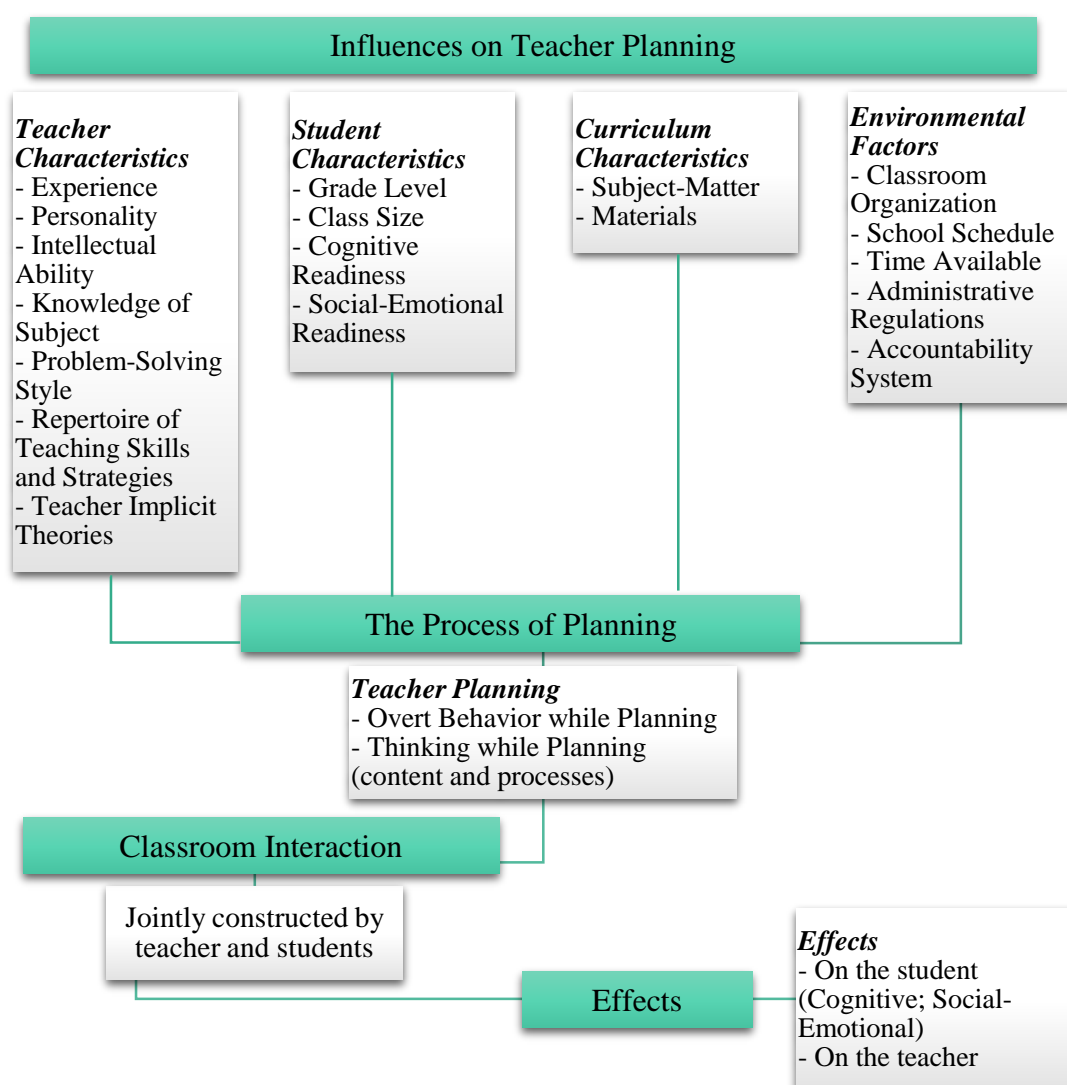 Influences on Teacher Planning
Teacher
Characteristics
- Experience
- Personality
- Intellectual
Ability
- Knowledge of
Subject
- Problem-Solving
Style
- Repertoire of
Teaching Skills
and Strategies
- Teacher Implicit
Theories
Student
Characteristics
- Grade Level
- Class Size
- Cognitive
Readiness
- Social-Emotional
Readiness
Curriculum
Characteristics
- Subject-Matter
- Materials
Environmental
Factors
- Classroom
Organization
- School Schedule
- Time Available
- Administrative
Regulations
- Accountability
System
The Process of Planning
Teacher Planning
- Overt Behavior while Planning
- Thinking while Planning
(content and processes)
Classroom Interaction
Jointly constructed by
teacher and students
Effects
Effects
- On the student
(Cognitive; Social-
Emotional)
- On the teacher